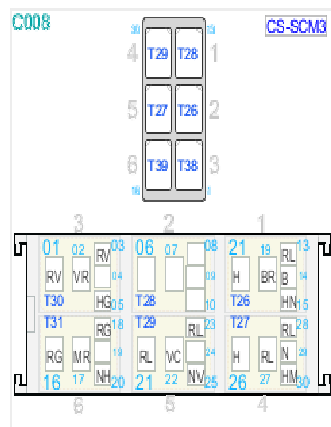 C008 CS-SCM3
30 15
4 T29 T28 1
5 T27 T26 2
6 T39 T38 3
16 1
3 2 1
01 02 03 06 07 08 21 19 13
RV RL
RV VR 04 09 H BR B 14
T30 HG 05 T28 10 T26 HN 15
T31 RG 18 T29 RL 23 T27 RL 28
RG MR 19 RL VC 24 H RL N 29
16 17 NH 20 21 22 NV 25 26 27 HM 30
6 5 4